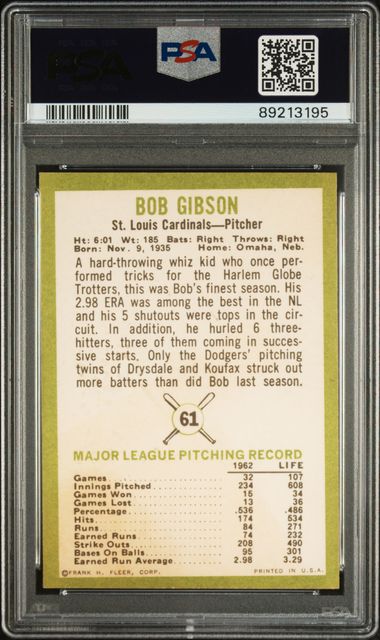 PSA
PSA
89213195
BOB GIBSON
St. Louis Cardinals—Pitcher
Ht: 6:01 Wt: 185 Bats: Right Throws: Right
Born: Nov. 9, 1935 Home: Omaha, Neb.
A hard-throwing whiz kid who once per-
formed tricks for the Harlem Globe
Trotters, this was Bob's finest season. His
2.98 ERA was among the best in the NL
and his 5 shutouts were tops in the cir-
cuit. In addition, he hurled 6 three-
hitters, three of them coming in succes-
sive starts. Only the Dodgers' pitching
twins of Drysdale and Koufax struck out
more batters than did Bob last season.
61
MAJOR LEAGUE PITCHING RECORD
1962 LIFE
Games 32 107
Innings Pitched 234 608
Games Won 15 34
Games Lost 13 36
Percentage .536 .486
Hits 174 534
Runs 84 271
Earned Runs 74 232
Strike Outs 208 490
Bases On Balls 95 301
Earned Run Average 2.98 3.29
©FRANK H. FLEER, CORP. PRINTED IN U.S.A.